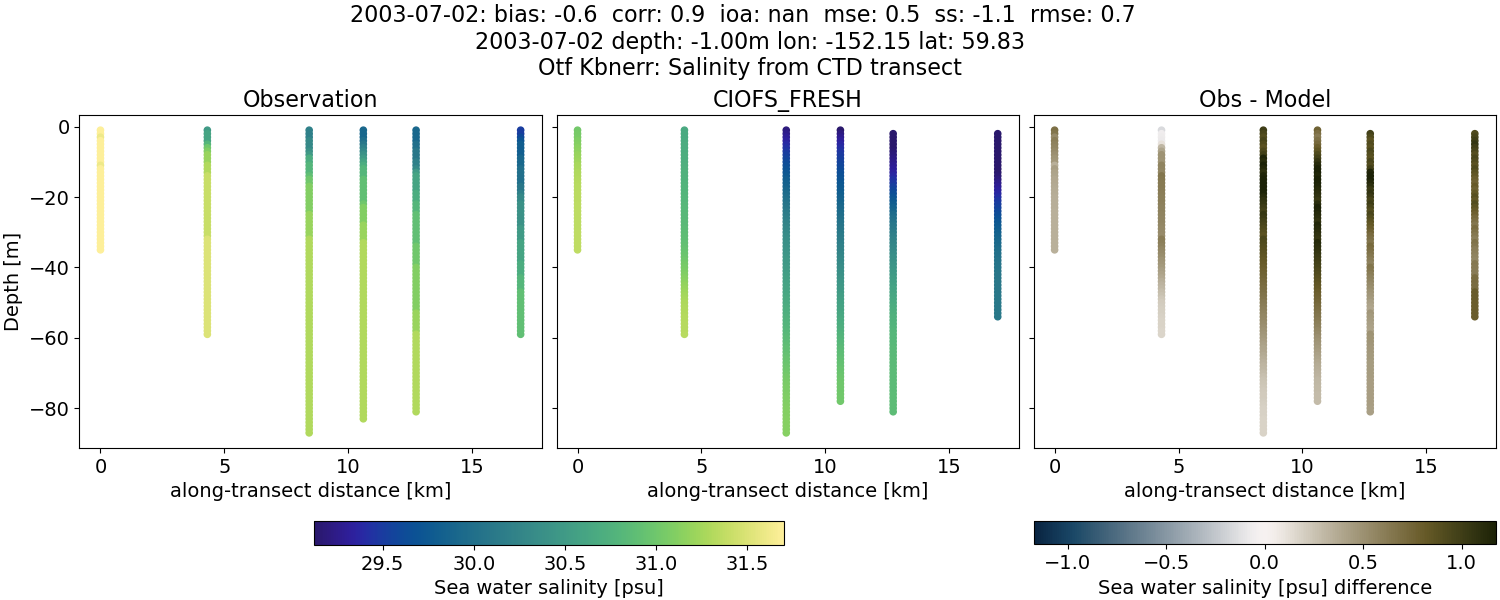 2003-07-02: bias: -0.6  corr: 0.9  ioa: nan  mse: 0.5  ss: -1.1  rmse: 0.7
2003-07-02 depth: -1.00m lon: -152.15 lat: 59.83
Otf Kbnerr: Salinity from CTD transect
Observation
CIOFS_FRESH
Obs - Model
Depth [m]
0
−20
−40
−60
−80
0 5 10 15
0 5 10 15
0 5 10 15
along-transect distance [km]
along-transect distance [km]
along-transect distance [km]
29.5 30.0 30.5 31.0 31.5
Sea water salinity [psu]
−1.0 −0.5 0.0 0.5 1.0
Sea water salinity [psu] difference